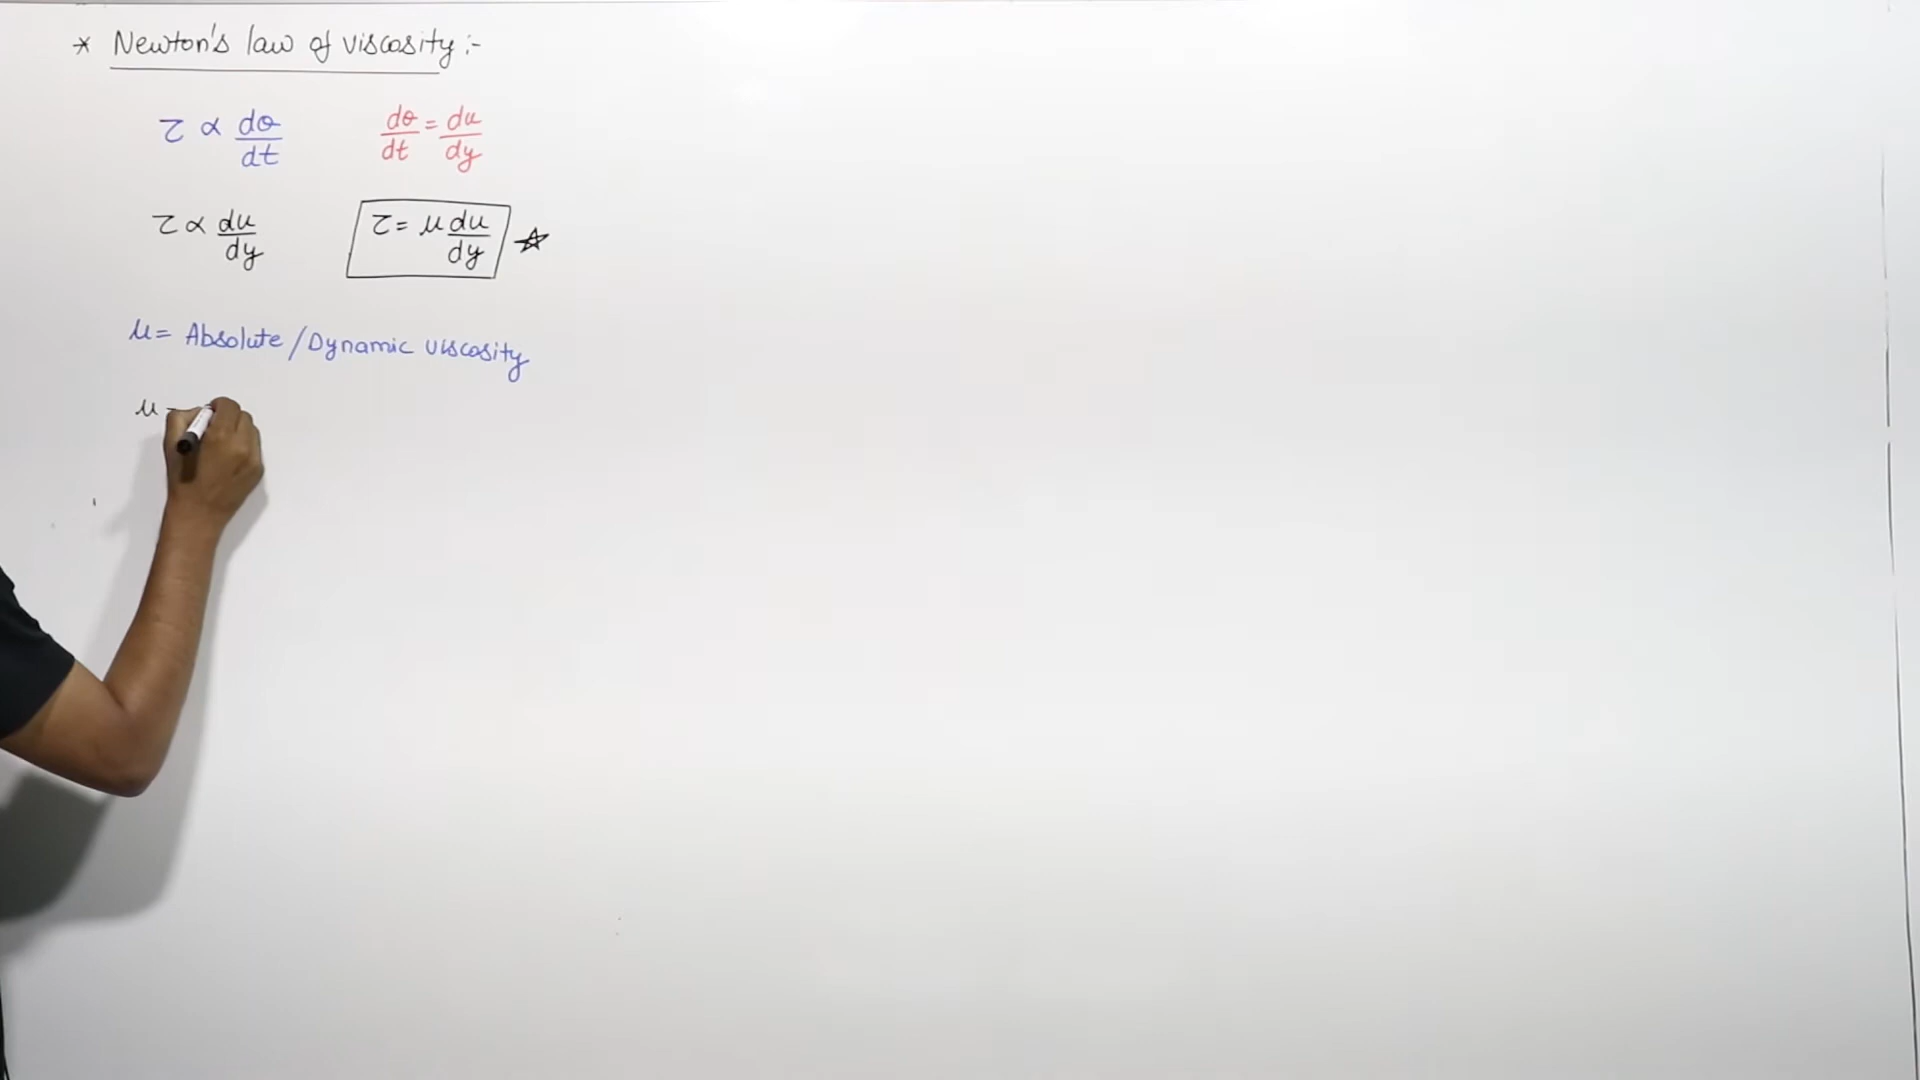 * Newton's law of viscosity :-
τ ∝ dθ/dt    dθ/dt = du/dy
τ ∝ du/dy    τ = μ du/dy ☆
μ = Absolute / Dynamic viscosity
μ =